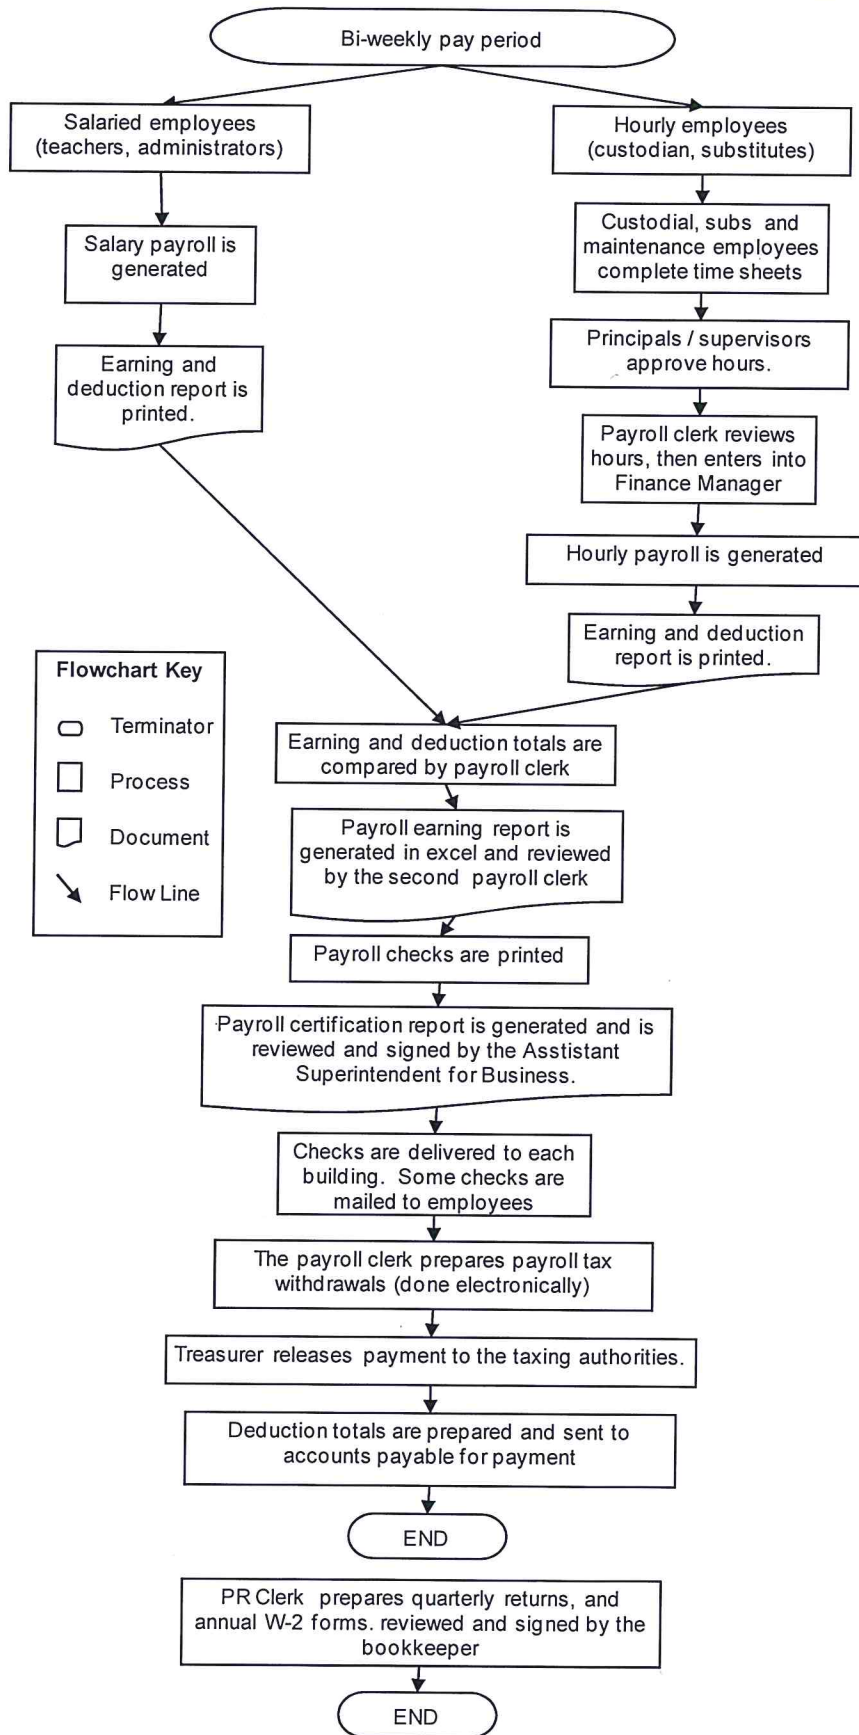 Bi-weekly pay period
Salaried employees
(teachers, administrators)
Hourly employees
(custodian, substitutes)
Salary payroll is
generated
Custodial, subs and
maintenance employees
complete time sheets
Earning and
deduction report is
printed.
Principals / supervisors
approve hours.
Payroll clerk reviews
hours, then enters into
Finance Manager
Hourly payroll is generated
Earning and deduction
report is printed.
Flowchart Key
Terminator
Process
Document
Flow Line
Earning and deduction totals are
compared by payroll clerk
Payroll earning report is
generated in excel and reviewed
by the second payroll clerk
Payroll checks are printed
Payroll certification report is generated and is
reviewed and signed by the Asstistant
Superintendent for Business.
Checks are delivered to each
building. Some checks are
mailed to employees
The payroll clerk prepares payroll tax
withdrawals (done electronically)
Treasurer releases payment to the taxing authorities.
Deduction totals are prepared and sent to
accounts payable for payment
END
PR Clerk prepares quarterly returns, and
annual W-2 forms. reviewed and signed by the
bookkeeper
END